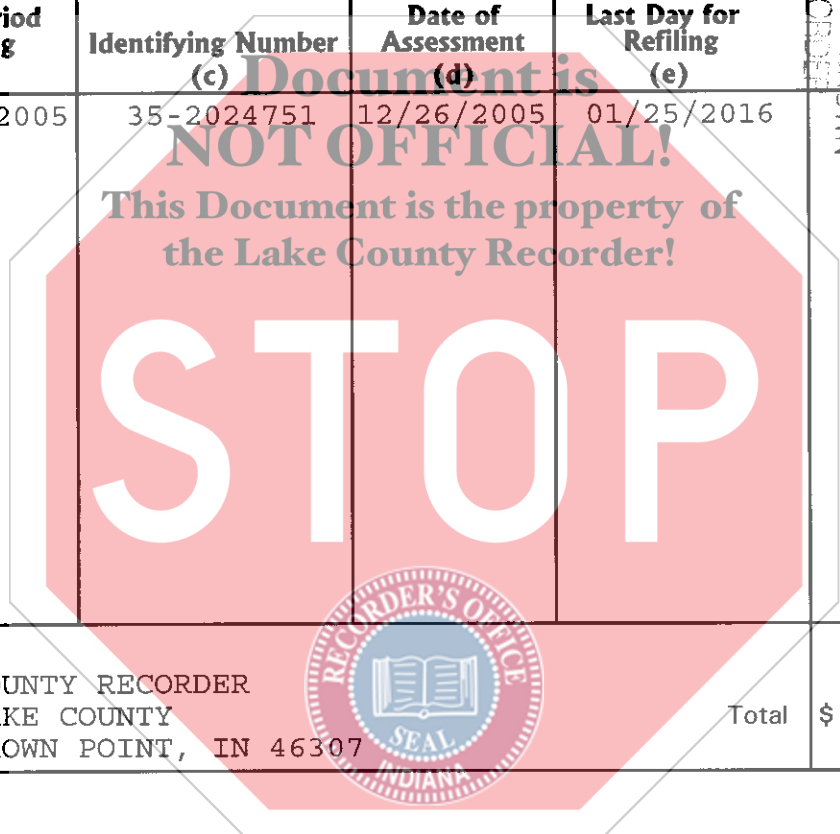 riod Date of Last Day for
g Identifying Number Assessment Refiling
(c) (d) (e)
Document is
2005 35-2024751 12/26/2005 01/25/2016
NOT OFFICIAL!
This Document is the property of
the Lake County Recorder!
STOP
RECORDER'S OFFICE
SEAL
INDIANA
UNTY RECORDER
KE COUNTY Total $
OWN POINT, IN 46307